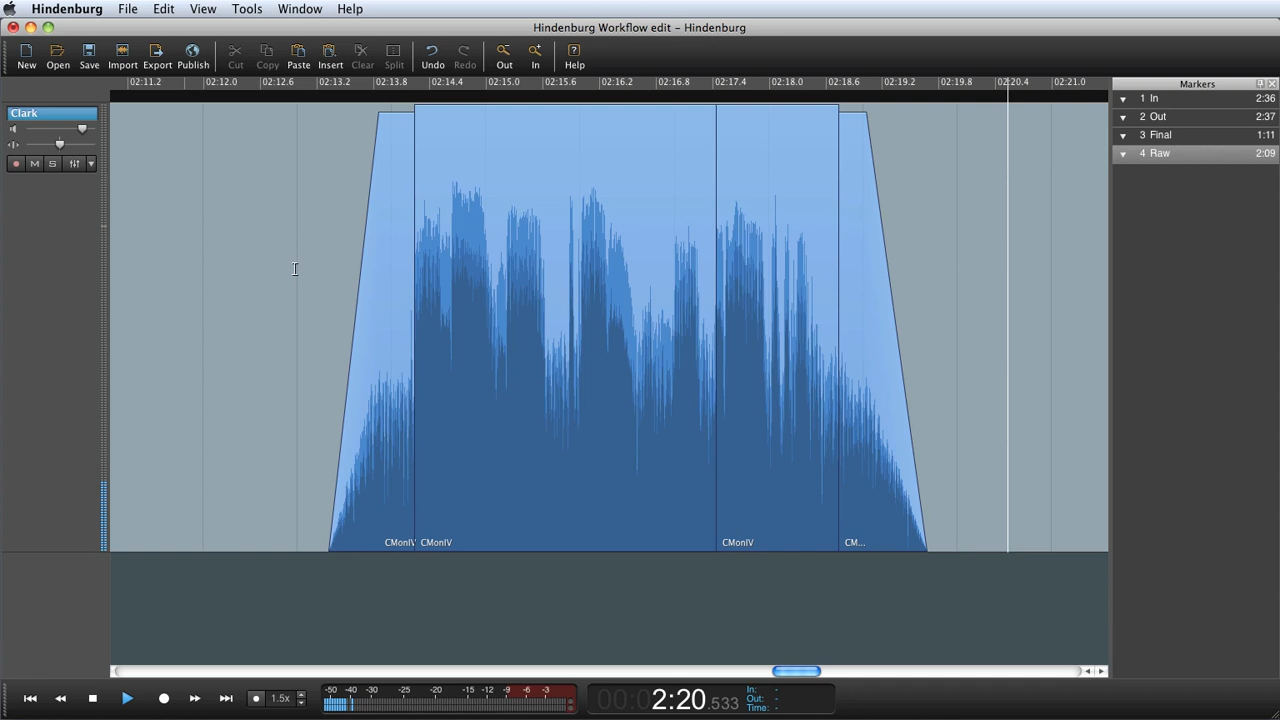 Hindenburg File Edit View Tools Window Help
Hindenburg Workflow edit – Hindenburg
New Open Save Import Export Publish Cut Copy Paste Insert Clear Split Undo Redo Out In Help
02:11.2 02:12.0 02:12.6 02:13.2 02:13.8 02:14.4 02:15.0 02:15.6 02:16.2 02:16.8 02:17.4 02:18.0 02:18.6 02:19.2 02:19.8 02:20.4 02:21.0
Markers
1 In 2:36
2 Out 2:37
3 Final 1:11
4 Raw 2:09
Clark
M S
CMonIV CMonIV CMonIV CM...
1.5x
-50 -40 -30 -25 -20 -15 -12 -9 -6 -3
00:02:20.533
In: -
Out: -
Time: -